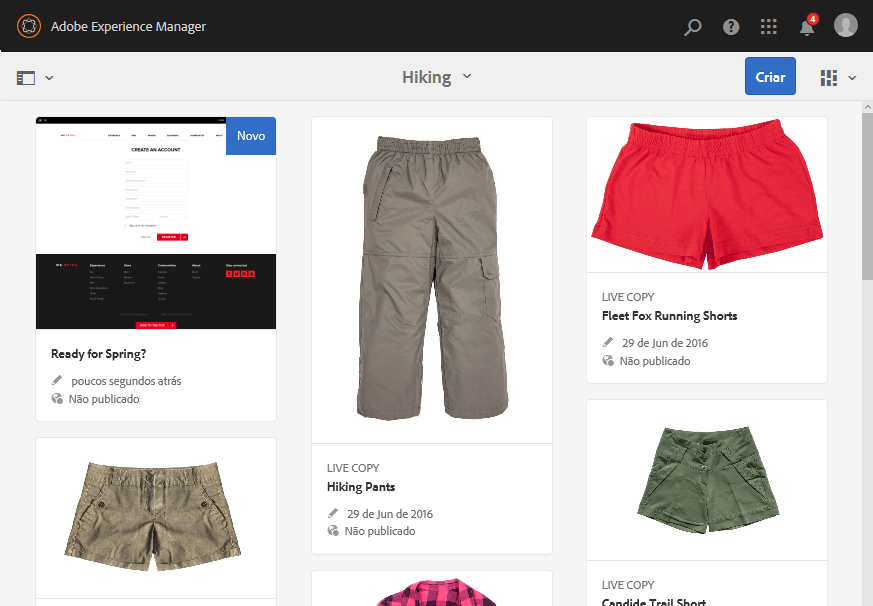 Adobe Experience Manager
4
Hiking
Criar
Novo
CREATE AN ACCOUNT
Ready for Spring?
poucos segundos atrás
Não publicado
LIVE COPY
Hiking Pants
29 de Jun de 2016
Não publicado
LIVE COPY
Fleet Fox Running Shorts
29 de Jun de 2016
Não publicado
LIVE COPY
Candide Trail Short